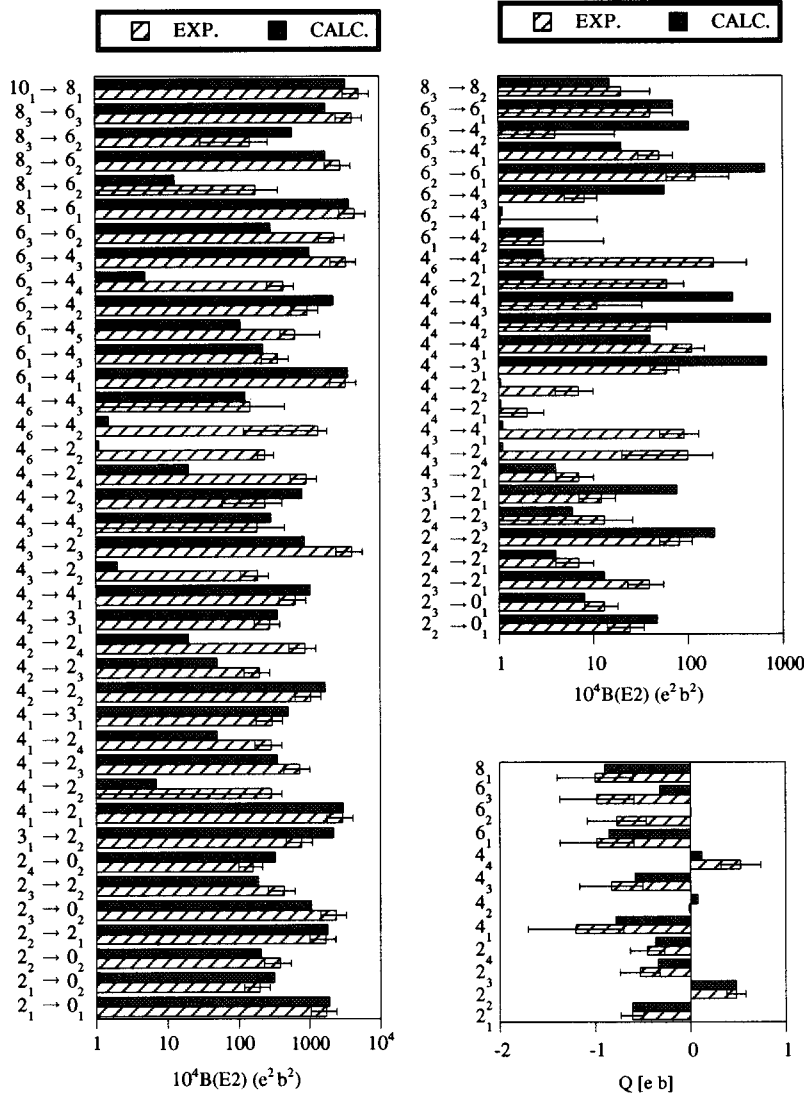 EXP. CALC.
10₁ → 8₁
8₃ → 6₃
8₃ → 6₂
8₂ → 6₂
8₁ → 6₂
8₁ → 6₁
6₃ → 6₂
6₃ → 4₃
6₂ → 4₄
6₂ → 4₂
6₁ → 4₅
6₁ → 4₃
6₁ → 4₁
4₆ → 4₃
4₆ → 4₂
4₆ → 2₂
4₄ → 2₄
4₄ → 2₃
4₃ → 4₂
4₃ → 2₃
4₃ → 2₂
4₂ → 4₁
4₂ → 3₁
4₂ → 2₄
4₂ → 2₃
4₂ → 2₂
4₁ → 3₁
4₁ → 2₄
4₁ → 2₃
4₁ → 2₂
4₁ → 2₁
3₁ → 2₂
2₄ → 0₂
2₃ → 2₂
2₃ → 0₂
2₂ → 2₁
2₂ → 0₂
2₁ → 0₂
2₁ → 0₁
1 10 100 1000 10⁴
10⁴B(E2) (e²b²)
EXP. CALC.
8₃ → 8₂
6₃ → 6₁
6₃ → 4₂
6₃ → 4₁
6₂ → 6₁
6₂ → 4₃
6₂ → 4₁
6₁ → 4₂
4₆ → 4₁
4₆ → 2₁
4₄ → 4₃
4₄ → 4₂
4₄ → 4₁
4₄ → 3₁
4₄ → 2₂
4₄ → 2₁
4₃ → 4₁
4₃ → 2₄
4₃ → 2₁
3₁ → 2₁
2₄ → 2₃
2₄ → 2₂
2₄ → 2₁
2₃ → 2₁
2₃ → 0₁
2₂ → 0₁
1 10 100 1000
10⁴B(E2) (e²b²)
8₁
6₃
6₂
6₁
4₄
4₃
4₂
4₁
2₄
2₃
2₂
2₁
-2 -1 0 1
Q [e b]